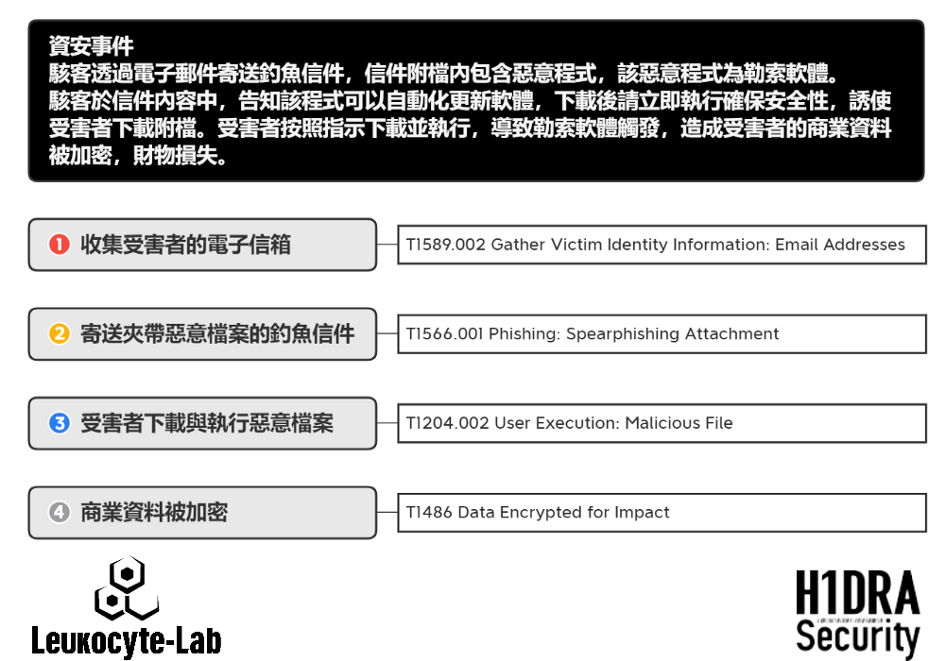 資安事件
駭客透過電子郵件寄送釣魚信件，信件附檔內包含惡意程式，該惡意程式為勒索軟體。
駭客於信件內容中，告知該程式可以自動化更新軟體，下載後請立即執行確保安全性，誘使
受害者下載附檔。受害者按照指示下載並執行，導致勒索軟體觸發，造成受害者的商業資料
被加密，財物損失。
1 收集受害者的電子信箱
T1589.002 Gather Victim Identity Information: Email Addresses
2 寄送夾帶惡意檔案的釣魚信件
T1566.001 Phishing: Spearphishing Attachment
3 受害者下載與執行惡意檔案
T1204.002 User Execution: Malicious File
4 商業資料被加密
T1486 Data Encrypted for Impact
Leukocyte-Lab
H1DRA
Security